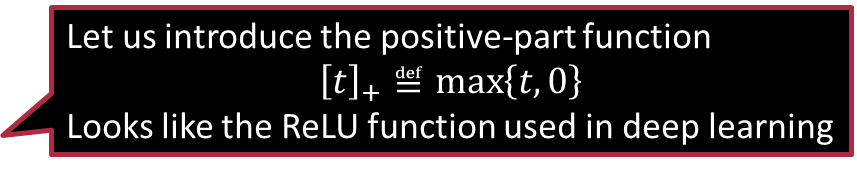 Let us introduce the positive-part function
[t]₊ ≝ max{t, 0}
Looks like the ReLU function used in deep learning